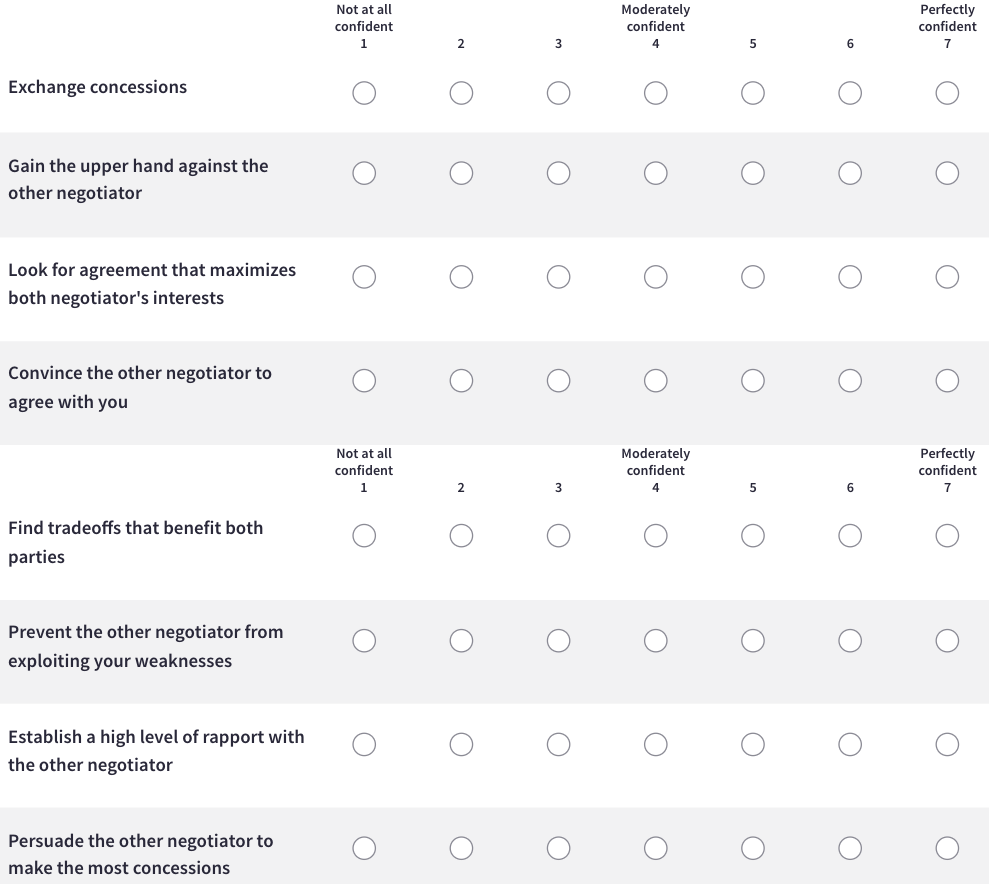 Not at all Moderately Perfectly
confident confident confident
1 2 3 4 5 6 7
Exchange concessions
Gain the upper hand against the
other negotiator
Look for agreement that maximizes
both negotiator's interests
Convince the other negotiator to
agree with you
Not at all Moderately Perfectly
confident confident confident
1 2 3 4 5 6 7
Find tradeoffs that benefit both
parties
Prevent the other negotiator from
exploiting your weaknesses
Establish a high level of rapport with
the other negotiator
Persuade the other negotiator to
make the most concessions